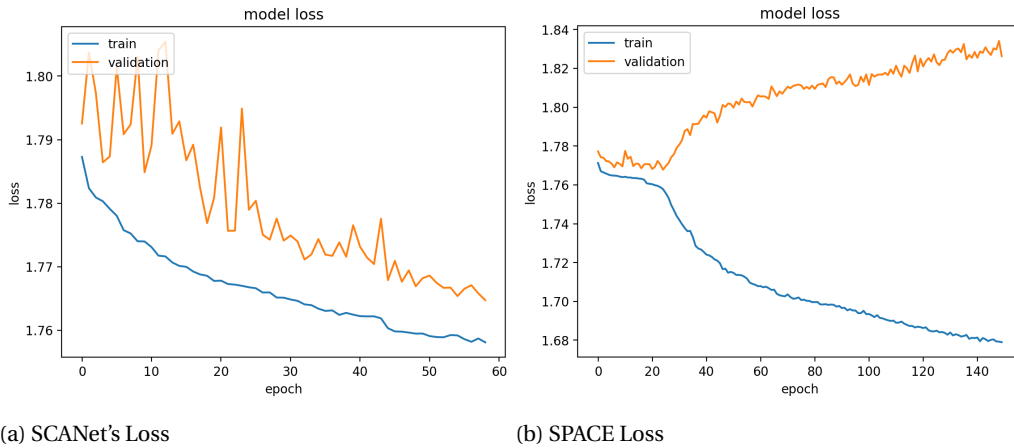 model loss
train
validation
1.80
1.79
1.78
1.77
1.76
loss
0
10
20
30
40
50
60
epoch
(a) SCANet's Loss
model loss
train
validation
1.84
1.82
1.80
1.78
1.76
1.74
1.72
1.70
1.68
loss
0
20
40
60
80
100
120
140
epoch
(b) SPACE Loss